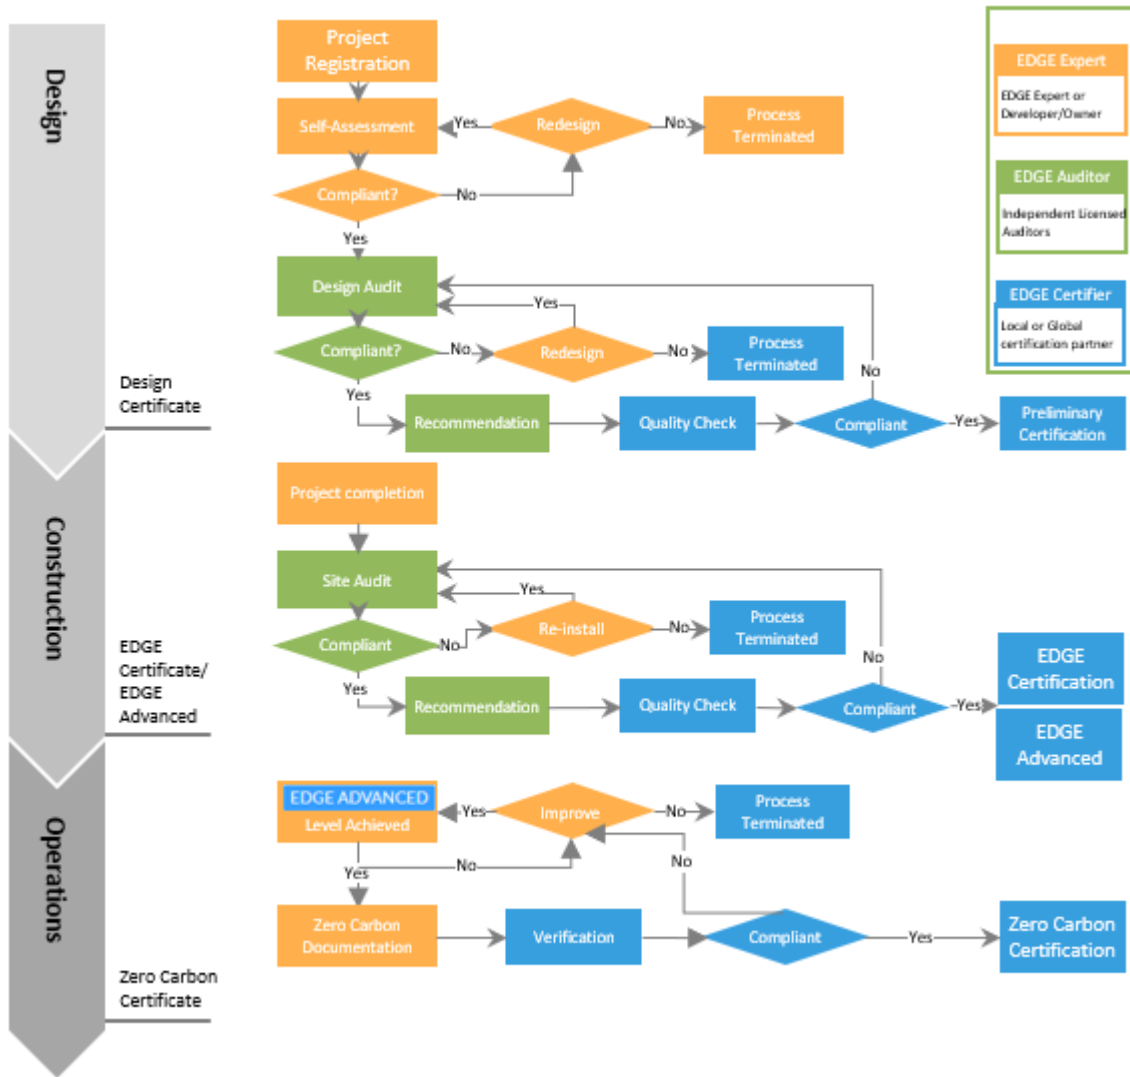 Design
Project
Registration
EDGE Expert
EDGE Expert or
Developer/Owner
Self-Assessment
Yes
Redesign
No
Process
Terminated
Compliant?
No
EDGE Auditor
Independent Licensed
Auditors
Yes
Design Audit
Yes
EDGE Certifier
Local or Global
certification partner
Compliant?
No
Redesign
No
Process
Terminated
No
Design
Certificate
Yes
Recommendation
Quality Check
Compliant
Yes
Preliminary
Certification
Construction
Project completion
Site Audit
Yes
Compliant
No
Re-install
No
Process
Terminated
No
EDGE
Certificate/
EDGE
Advanced
Yes
Recommendation
Quality Check
Compliant
Yes
EDGE
Certification
EDGE
Advanced
Operations
EDGE ADVANCED
Level Achieved
Yes
Improve
No
Process
Terminated
Yes
No
No
Zero Carbon
Documentation
Verification
Compliant
Yes
Zero Carbon
Certification
Zero Carbon
Certificate